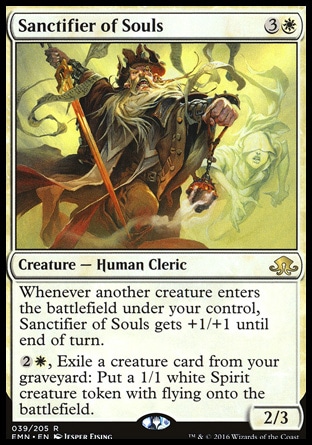 Sanctifier of Souls 3
Creature — Human Cleric
Whenever another creature enters
the battlefield under your control,
Sanctifier of Souls gets +1/+1 until
end of turn.
2, Exile a creature card from your
graveyard: Put a 1/1 white Spirit
creature token with flying onto the
battlefield.
2/3
039/205 R
EMN • EN Jesper Ejsing
™ & © 2016 Wizards of the Coast